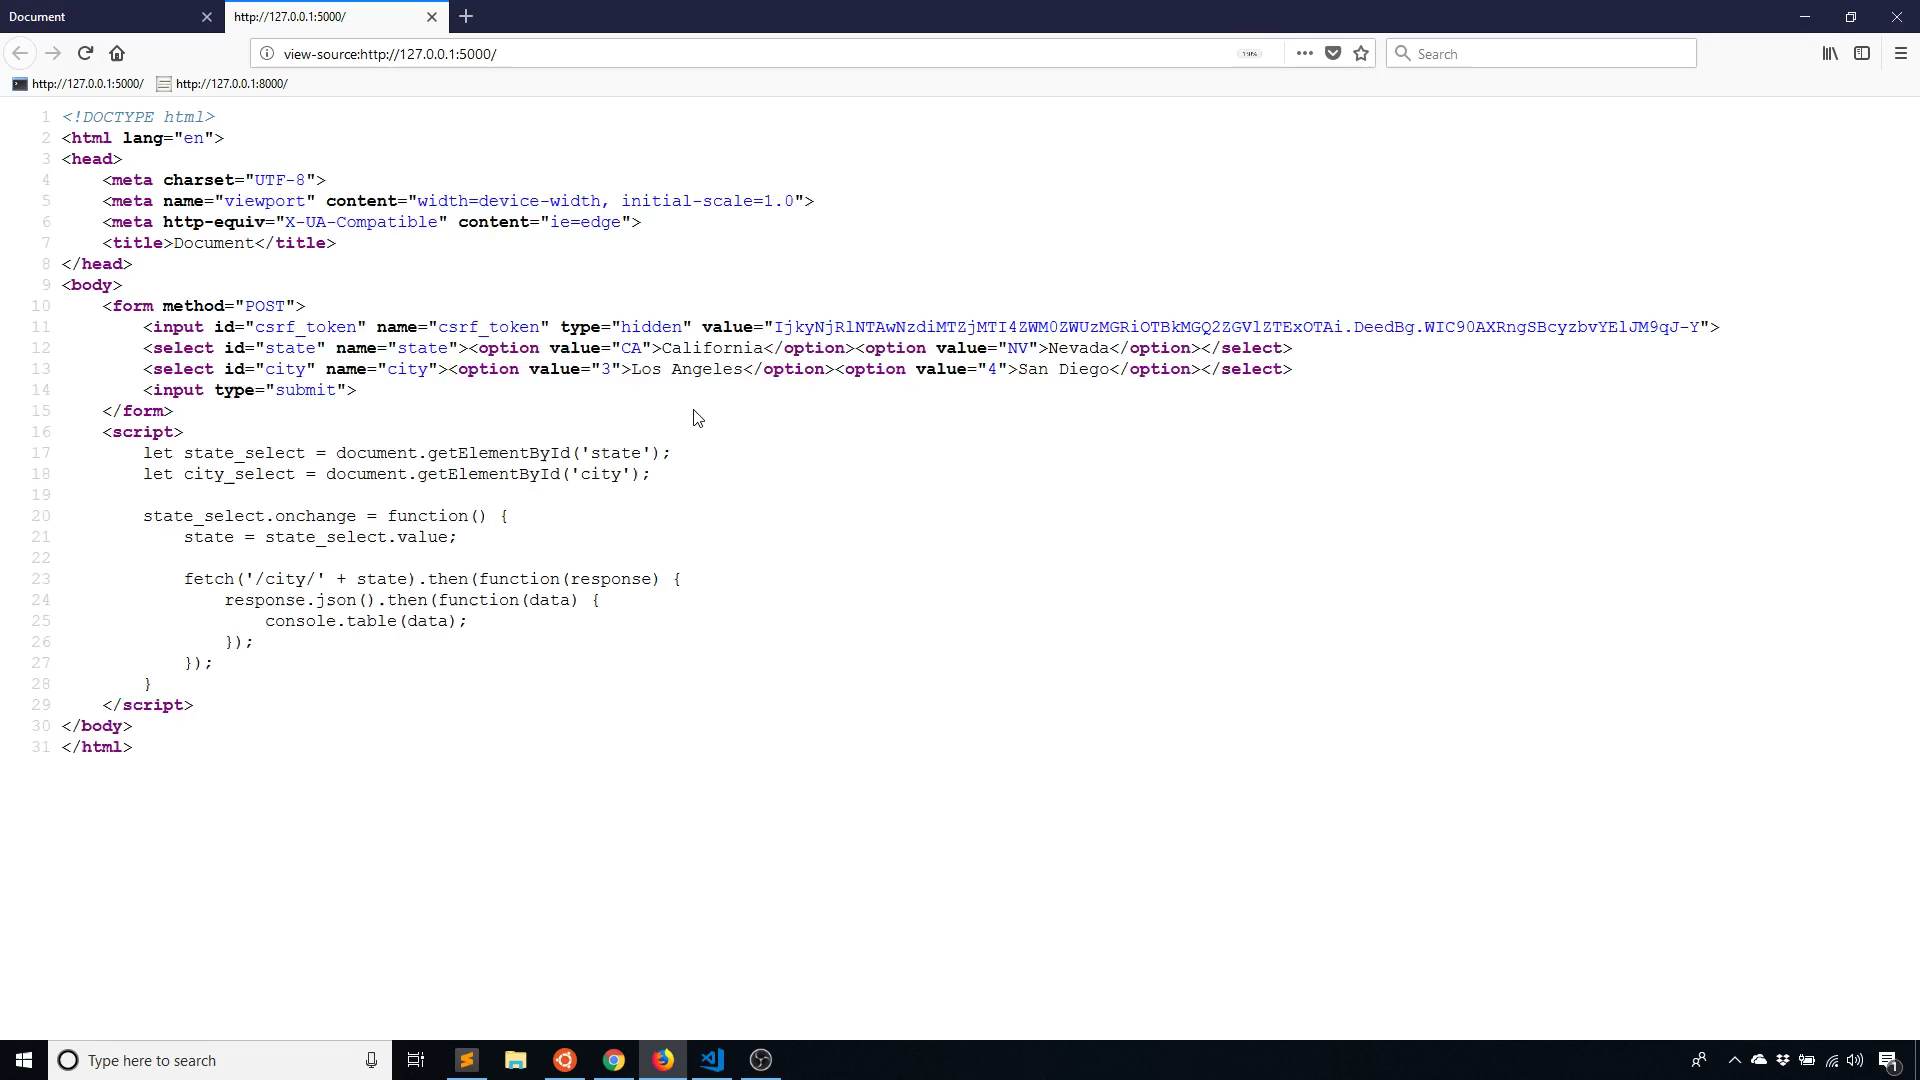 Document
http://127.0.0.1:5000/
view-source:http://127.0.0.1:5000/
Search
http://127.0.0.1:5000/
http://127.0.0.1:8000/
1 <!DOCTYPE html>
2 <html lang="en">
3 <head>
4     <meta charset="UTF-8">
5     <meta name="viewport" content="width=device-width, initial-scale=1.0">
6     <meta http-equiv="X-UA-Compatible" content="ie=edge">
7     <title>Document</title>
8 </head>
9 <body>
10     <form method="POST">
11         <input id="csrf_token" name="csrf_token" type="hidden" value="IjkyNjRlNTAwNzdiMTZjMTI4ZWM0ZWUzMGRiOTBkMGQ2ZGVlZTExOTAi.DeedBg.WIC90AXRngSBcyzbvYElJM9qJ-Y">
12         <select id="state" name="state"><option value="CA">California</option><option value="NV">Nevada</option></select>
13         <select id="city" name="city"><option value="3">Los Angeles</option><option value="4">San Diego</option></select>
14         <input type="submit">
15     </form>
16     <script>
17         let state_select = document.getElementById('state');
18         let city_select = document.getElementById('city');
19
20         state_select.onchange = function() {
21             state = state_select.value;
22
23             fetch('/city/' + state).then(function(response) {
24                 response.json().then(function(data) {
25                     console.table(data);
26                 });
27             });
28         }
29     </script>
30 </body>
31 </html>
Type here to search
1